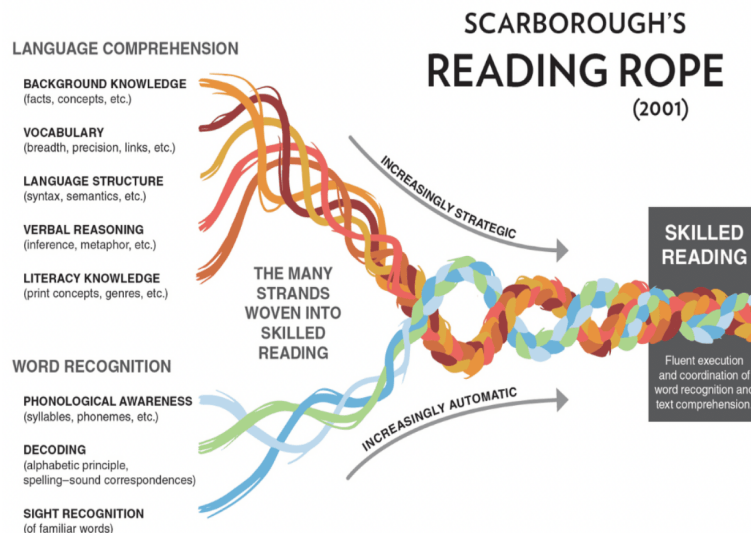 SCARBOROUGH'S
READING ROPE
(2001)
LANGUAGE COMPREHENSION
BACKGROUND KNOWLEDGE
(facts, concepts, etc.)
VOCABULARY
(breadth, precision, links, etc.)
LANGUAGE STRUCTURE
(syntax, semantics, etc.)
VERBAL REASONING
(inference, metaphor, etc.)
LITERACY KNOWLEDGE
(print concepts, genres, etc.)
THE MANY
STRANDS
WOVEN INTO
SKILLED
READING
WORD RECOGNITION
PHONOLOGICAL AWARENESS
(syllables, phonemes, etc.)
DECODING
(alphabetic principle,
spelling–sound correspondences)
SIGHT RECOGNITION
(of familiar words)
INCREASINGLY STRATEGIC
INCREASINGLY AUTOMATIC
SKILLED
READING
Fluent execution
and coordination of
word recognition and
text comprehension.